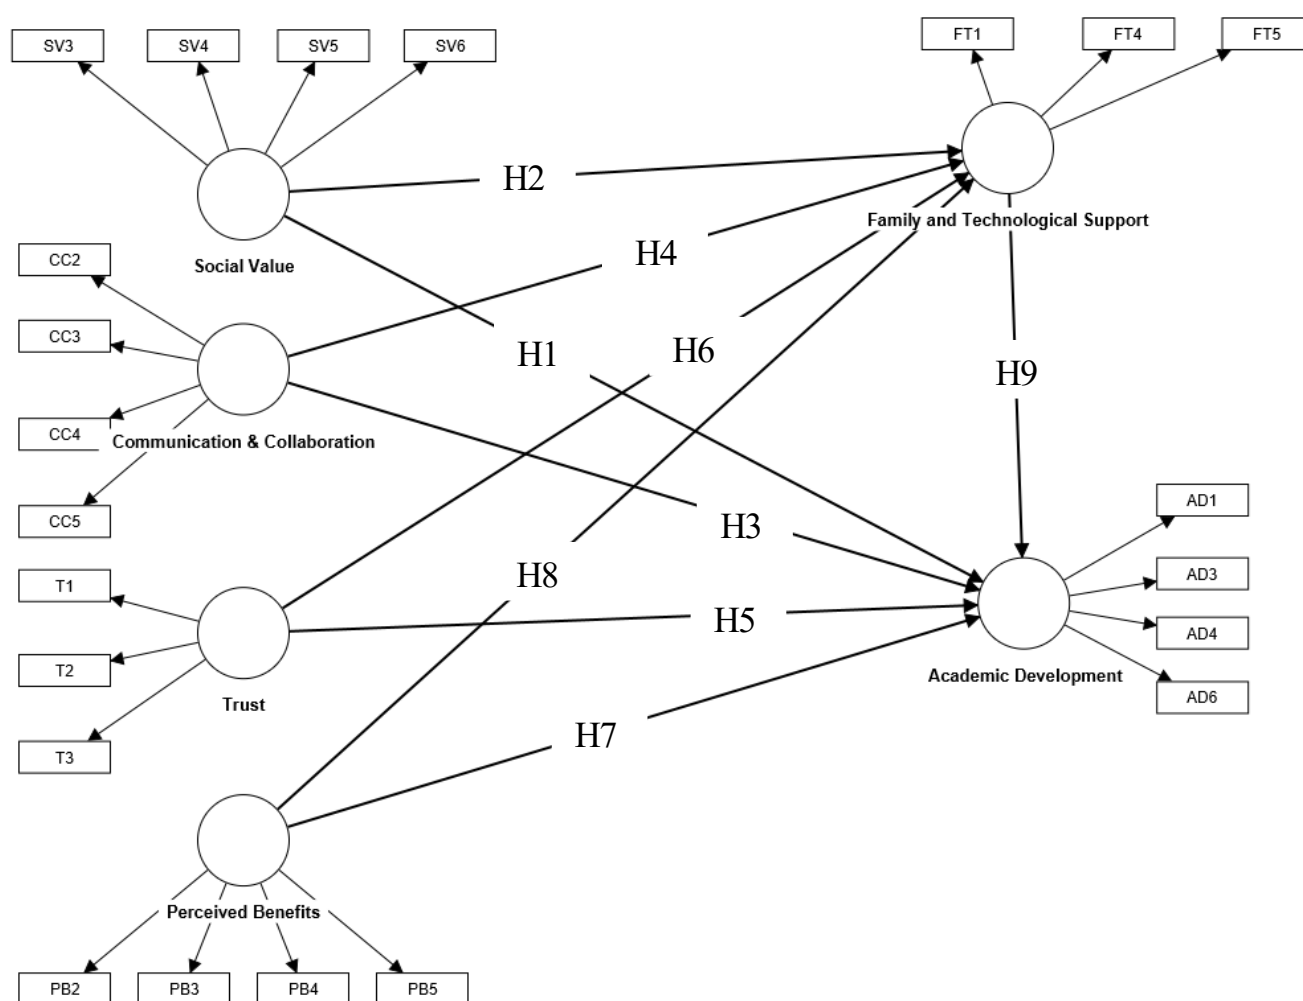 SV3
SV4
SV5
SV6
FT1
FT4
FT5
H2
Social Value
Family and Technological Support
H4
CC2
CC3
CC4
CC5
Communication & Collaboration
H1
H6
H9
H3
H8
H5
T1
T2
T3
Trust
AD1
AD3
AD4
AD6
Academic Development
H7
Perceived Benefits
PB2
PB3
PB4
PB5